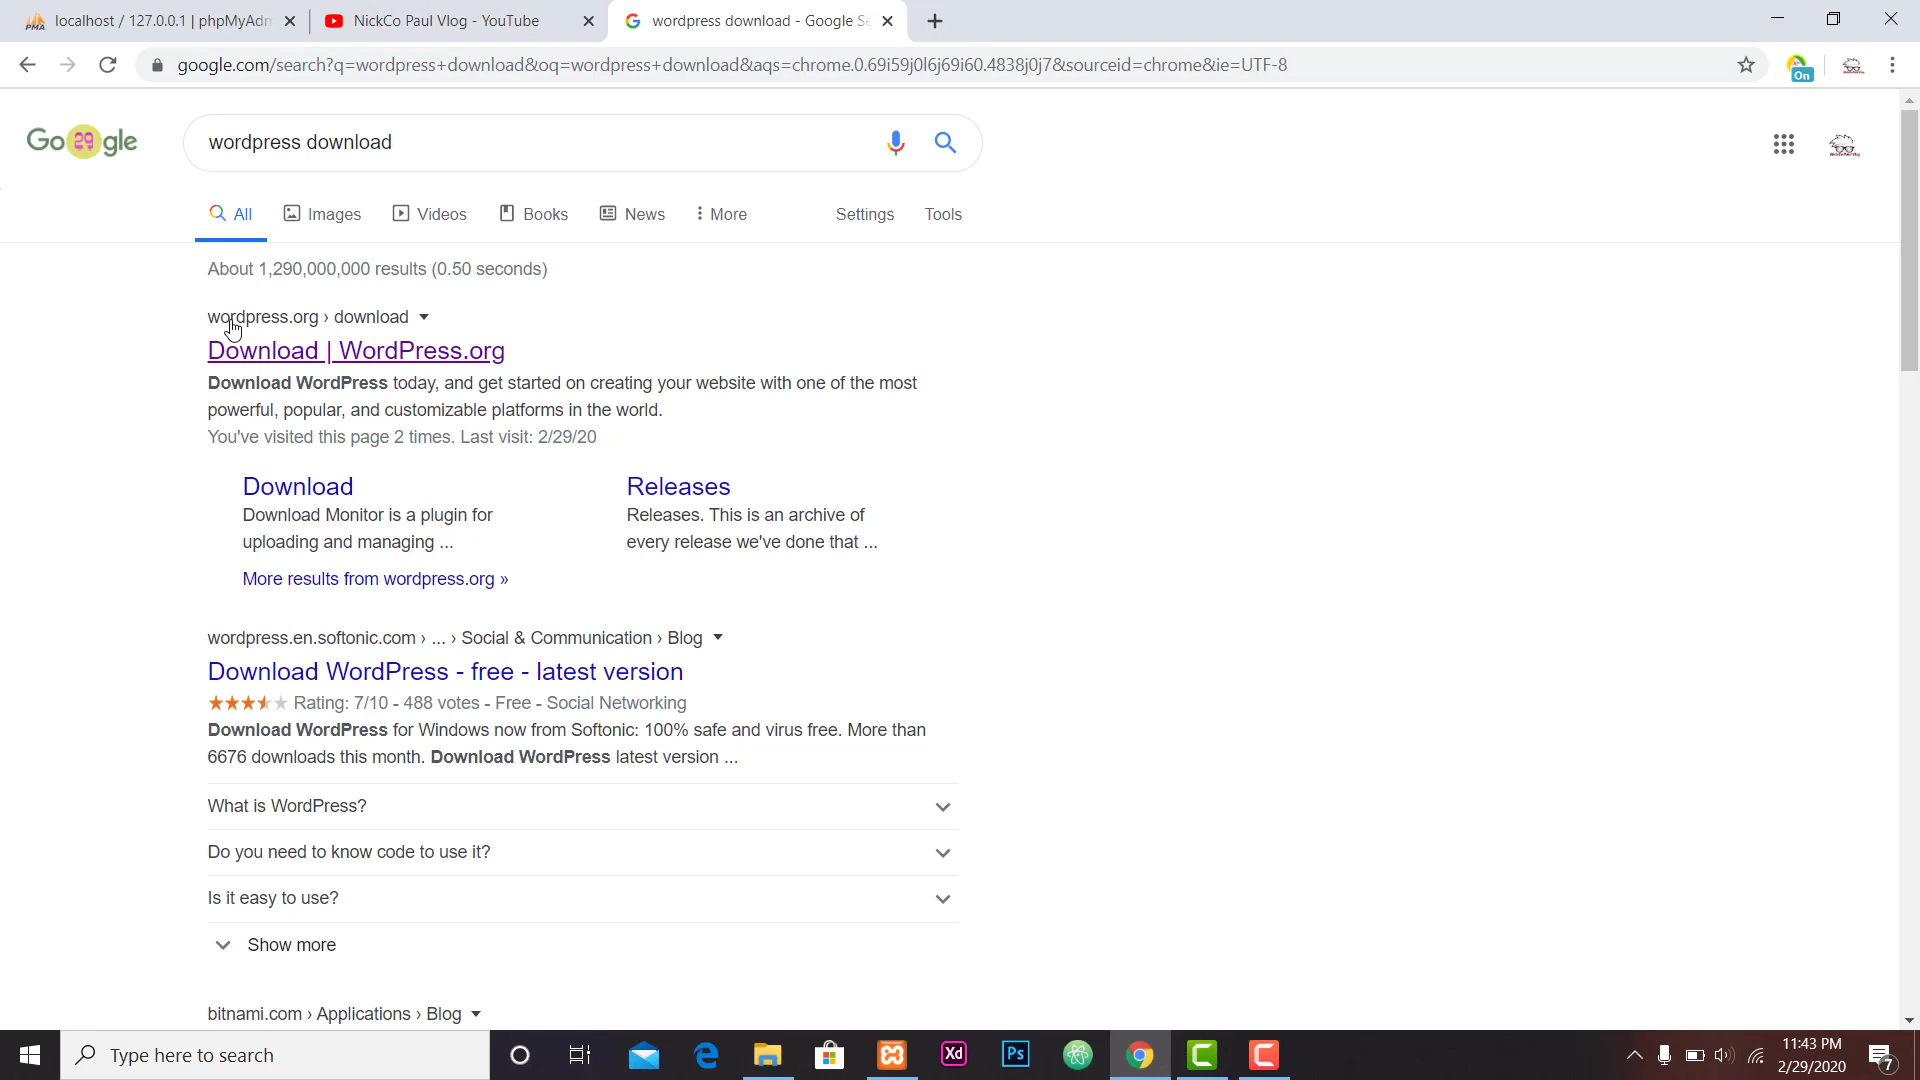 localhost / 127.0.0.1 | phpMyAdm
NickCo Paul Vlog - YouTube
wordpress download - Google Se
google.com/search?q=wordpress+download&oq=wordpress+download&aqs=chrome.0.69i59j0l6j69i60.4838j0j7&sourceid=chrome&ie=UTF-8
On
Go29gle
wordpress download
All
Images
Videos
Books
News
More
Settings
Tools
About 1,290,000,000 results (0.50 seconds)
wordpress.org › download
Download | WordPress.org
Download WordPress today, and get started on creating your website with one of the most
powerful, popular, and customizable platforms in the world.
You've visited this page 2 times. Last visit: 2/29/20
Download
Download Monitor is a plugin for
uploading and managing ...
Releases
Releases. This is an archive of
every release we've done that ...
More results from wordpress.org »
wordpress.en.softonic.com › ... › Social & Communication › Blog
Download WordPress - free - latest version
Rating: 7/10 - 488 votes - Free - Social Networking
Download WordPress for Windows now from Softonic: 100% safe and virus free. More than
6676 downloads this month. Download WordPress latest version ...
What is WordPress?
Do you need to know code to use it?
Is it easy to use?
Show more
bitnami.com › Applications › Blog
Type here to search
Xd
Ps
11:43 PM
2/29/2020
7